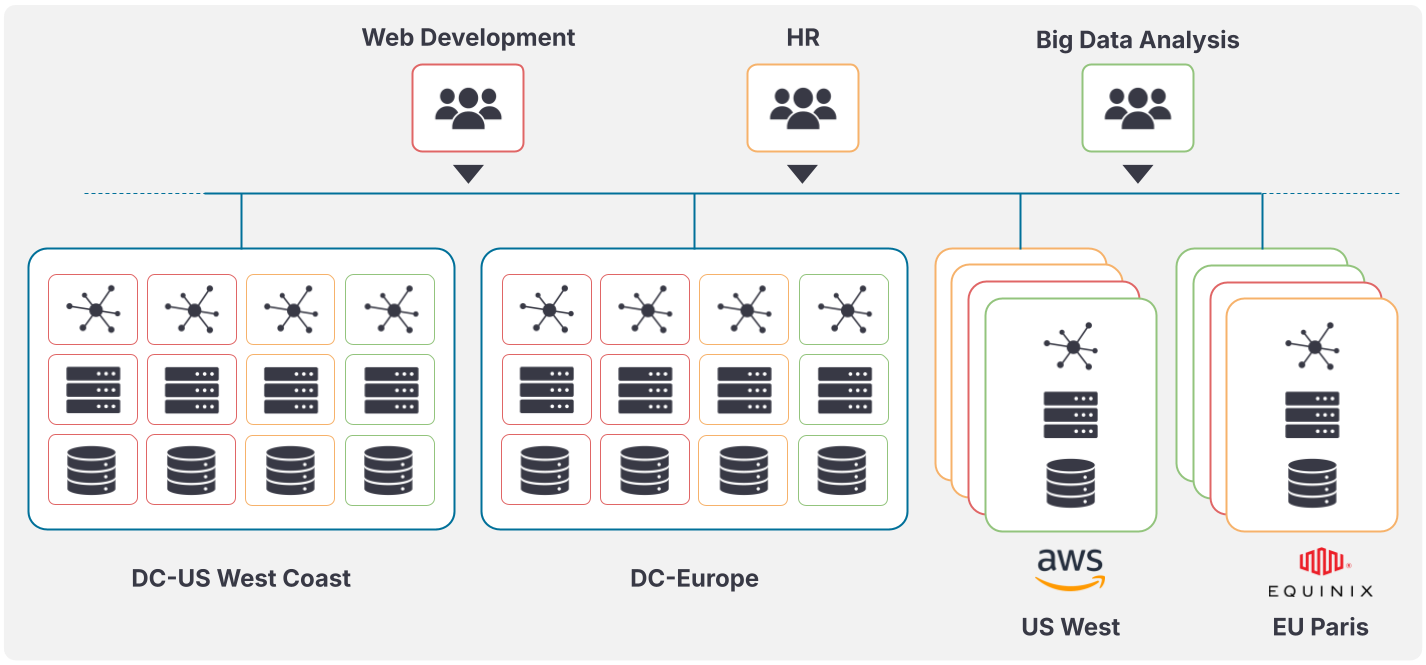 Web Development
HR
Big Data Analysis
DC-US West Coast
DC-Europe
aws
US West
EQUINIX
EU Paris